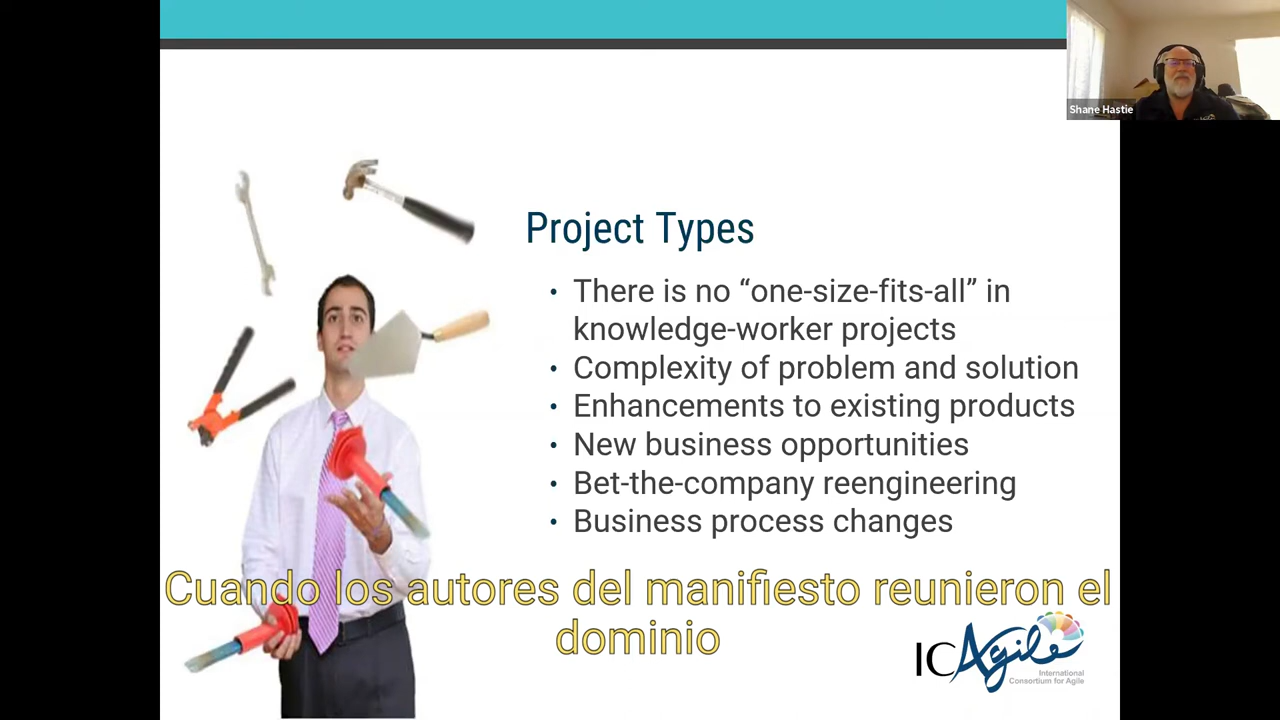 Shane Hastie
Project Types
• There is no “one-size-fits-all” in
knowledge-worker projects
• Complexity of problem and solution
• Enhancements to existing products
• New business opportunities
• Bet-the-company reengineering
• Business process changes
Cuando los autores del manifiesto reunieron el
dominio
ICAgile
International
Consortium for Agile